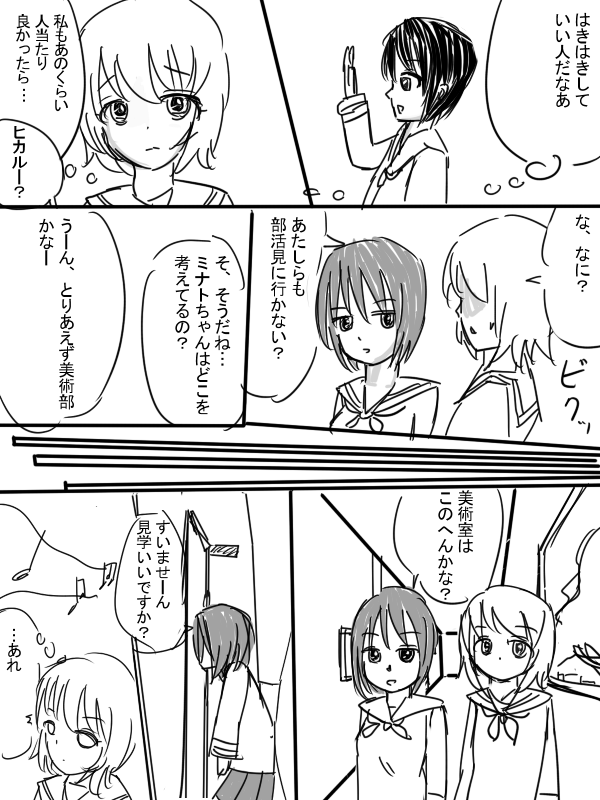 はきはきして
いい人だなあ
私もあのくらい
人当たり
良かったら…
ヒカルー?
な、なに?
ビクッ
あたしらも
部活見に行かない?
そ、そうだね…
ミナトちゃんはどこを
考えてるの?
うーん、とりあえず美術部
かなー
美術室は
このへんかな?
すいませーん
見学いいですか?
…あれ